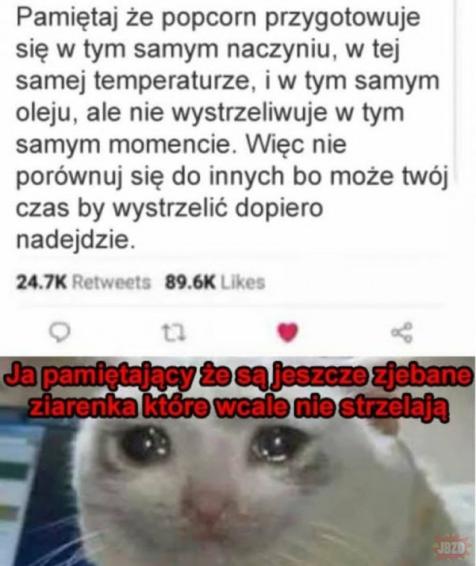 Pamiętaj że popcorn przygotowuje
się w tym samym naczyniu, w tej
samej temperaturze, i w tym samym
oleju, ale nie wystrzeliwuje w tym
samym momencie. Więc nie
porównuj się do innych bo może twój
czas by wystrzelić dopiero
nadejdzie.
24.7K Retweets 89.6K Likes
Ja pamiętający że są jeszcze zjebane
ziarenka które wcale nie strzelają
JBZD